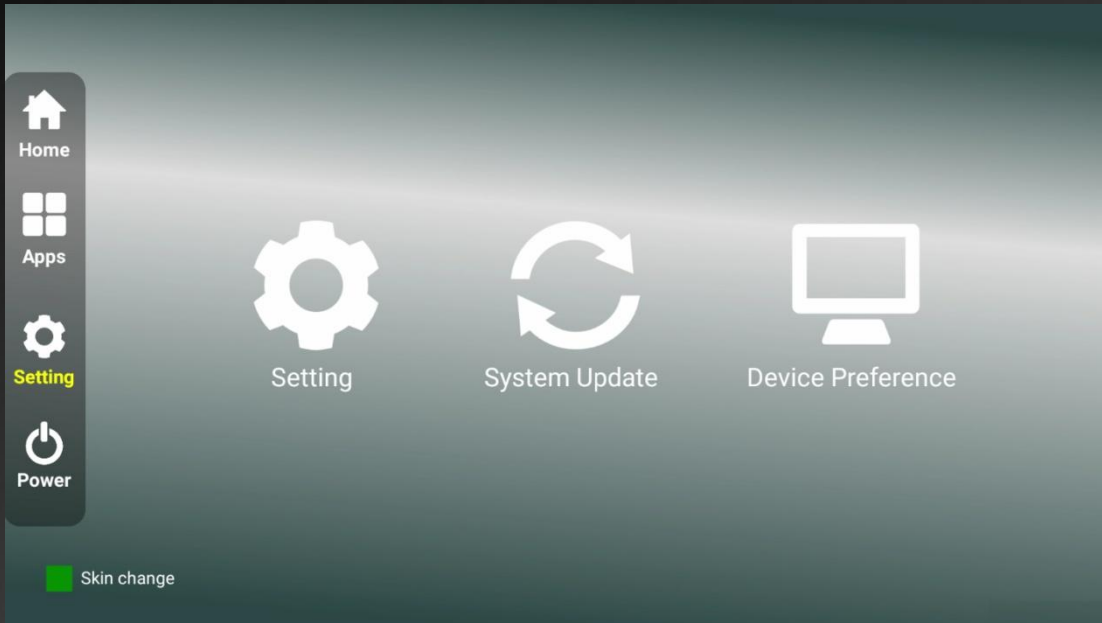 Home
Apps
Setting
Power
Setting
System Update
Device Preference
Skin change